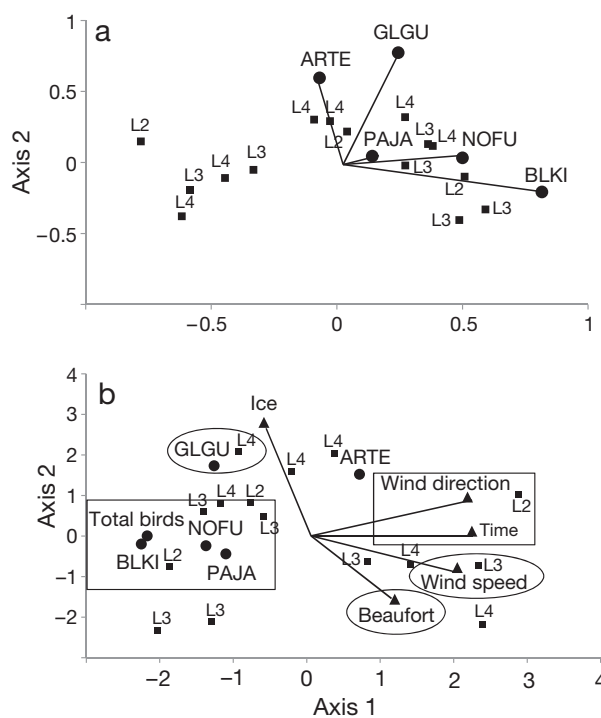 a
GLGU
ARTE
L4 L4 L4
L2 L2 PAJA L3 L4 NOFU
L4 L3 L3
L3 L2 BLKI
L4 L3 L3
1
0.5
0
−0.5
Axis 2
−0.5 0 0.5 1
b
Ice
GLGU L4 L4 ARTE
L4
Wind direction
L3 L4 L2 L2
Total birds NOFU L3 Time
BLKI L2 PAJA L3 L4 L3
Wind speed
L3 L3 Beaufort L4
4
3
2
1
0
−1
−2
Axis 2
−2 −1 0 1 2 3 4
Axis 1